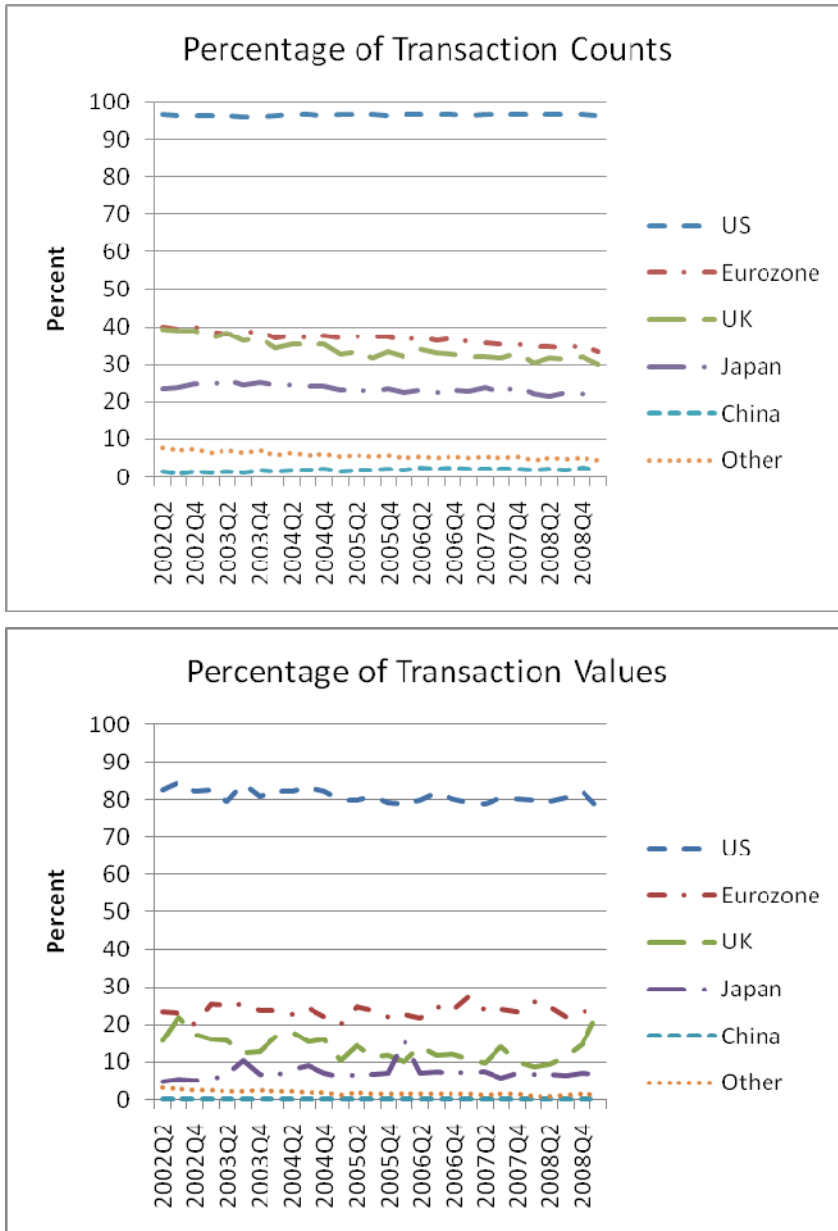 Percentage of Transaction Counts
100
90
80
70
60
50
40
30
20
10
0
Percent
2002Q2
2002Q4
2003Q2
2003Q4
2004Q2
2004Q4
2005Q2
2005Q4
2006Q2
2006Q4
2007Q2
2007Q4
2008Q2
2008Q4
US
Eurozone
UK
Japan
China
Other
Percentage of Transaction Values
100
90
80
70
60
50
40
30
20
10
0
Percent
2002Q2
2002Q4
2003Q2
2003Q4
2004Q2
2004Q4
2005Q2
2005Q4
2006Q2
2006Q4
2007Q2
2007Q4
2008Q2
2008Q4
US
Eurozone
UK
Japan
China
Other